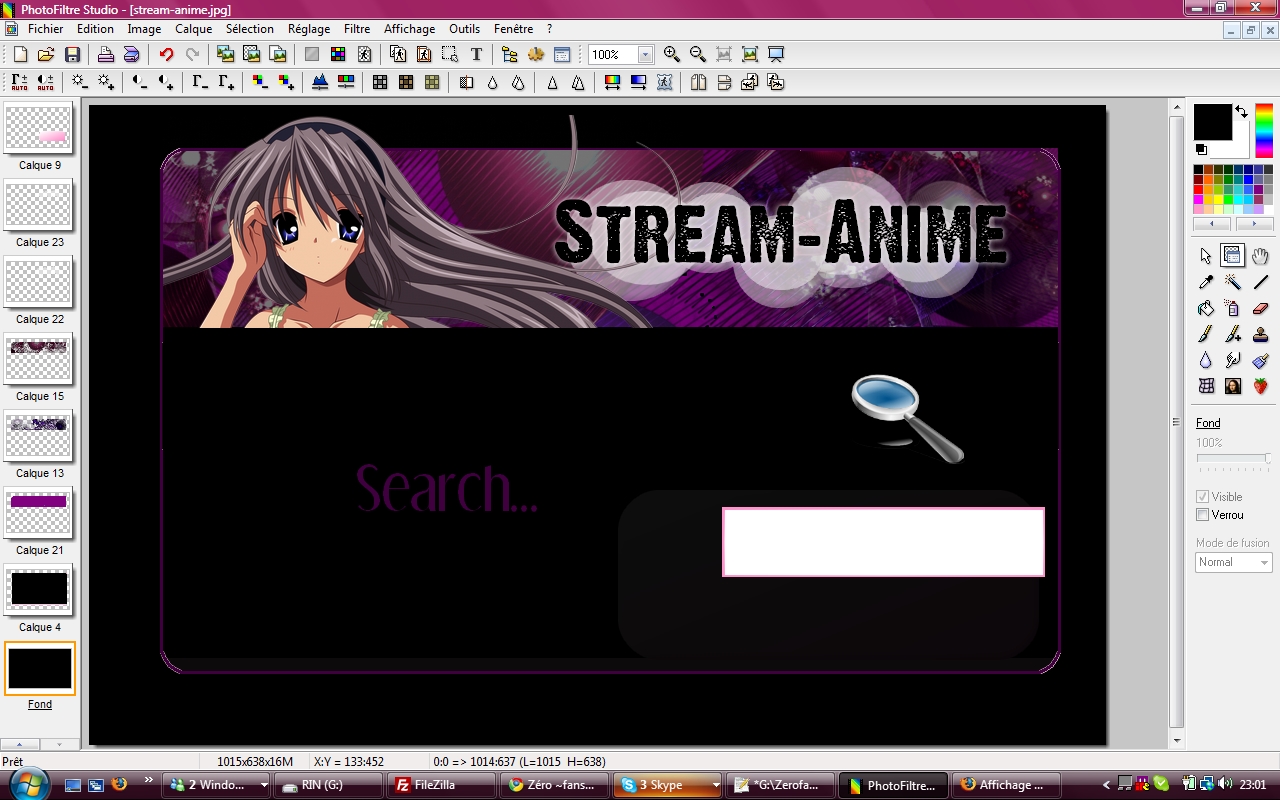 PhotoFiltre Studio - [stream-anime.jpg]
Fichier Edition Image Calque Sélection Réglage Filtre Affichage Outils Fenêtre ?
T 100%
AUTO AUTO
Calque 9
Calque 23
Calque 22
Calque 15
Calque 13
Calque 21
Calque 4
Fond
Stream-Anime
Search...
Fond
100%
Visible
Verrou
Mode de fusion
Normal
Prêt 1015x638x16M X:Y = 133:452 0:0 => 1014:637 (L=1015 H=638)
2 Windo... RIN (G:) FileZilla Zéro ~fans... 3 Skype *G:\Zerofa... PhotoFiltre... Affichage ... 23:01